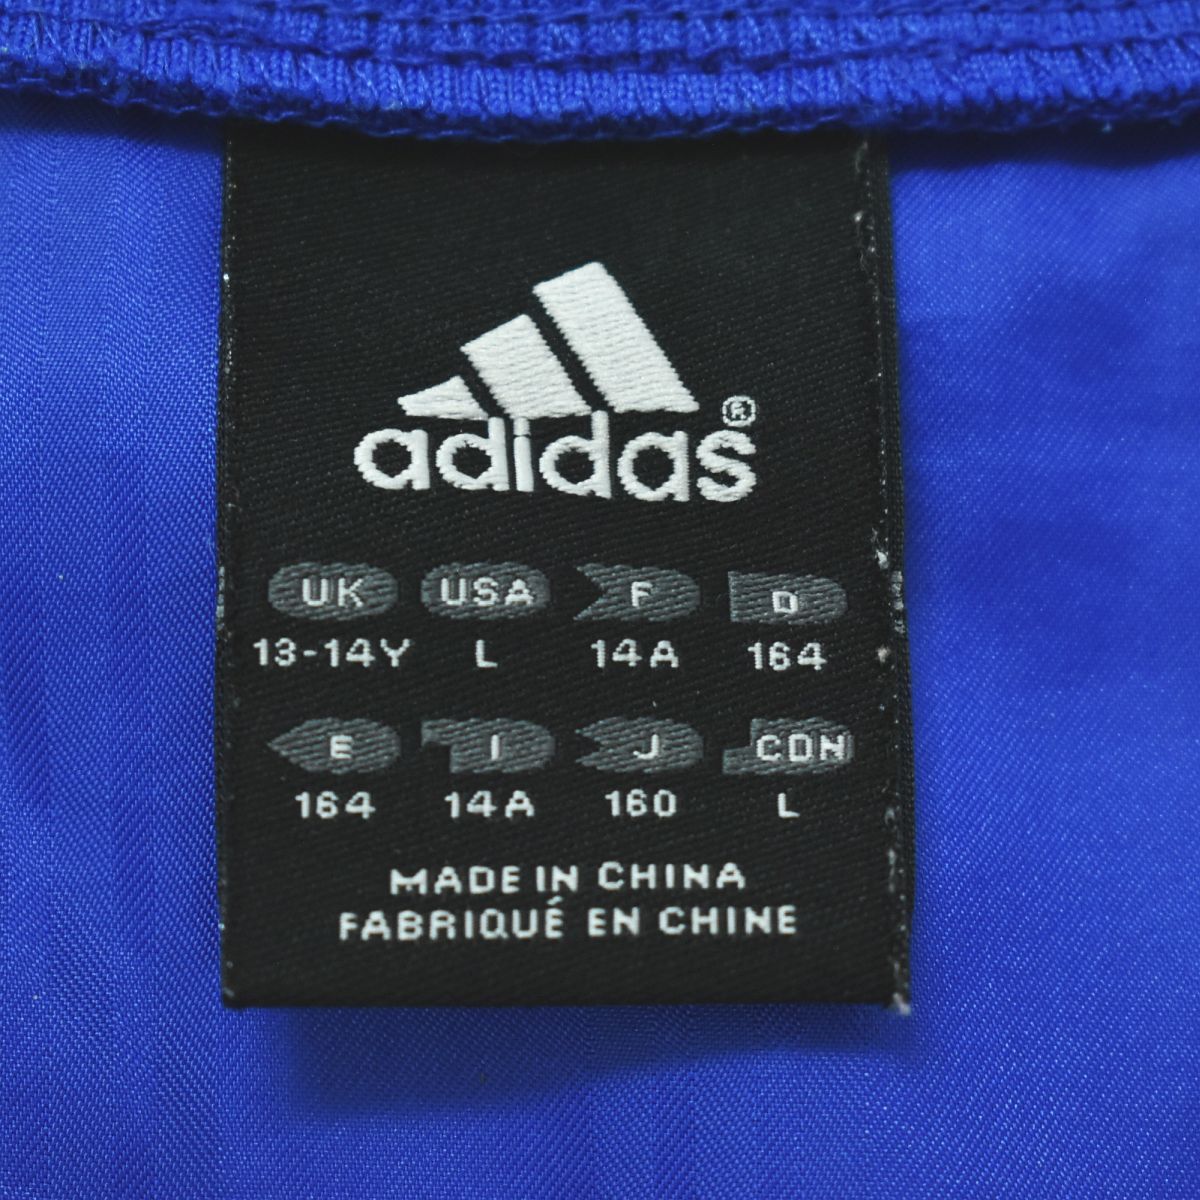 adidas®
UK USA F D
13-14Y L 14A 164
E I J CDN
164 14A 160 L
MADE IN CHINA
FABRIQUÉ EN CHINE